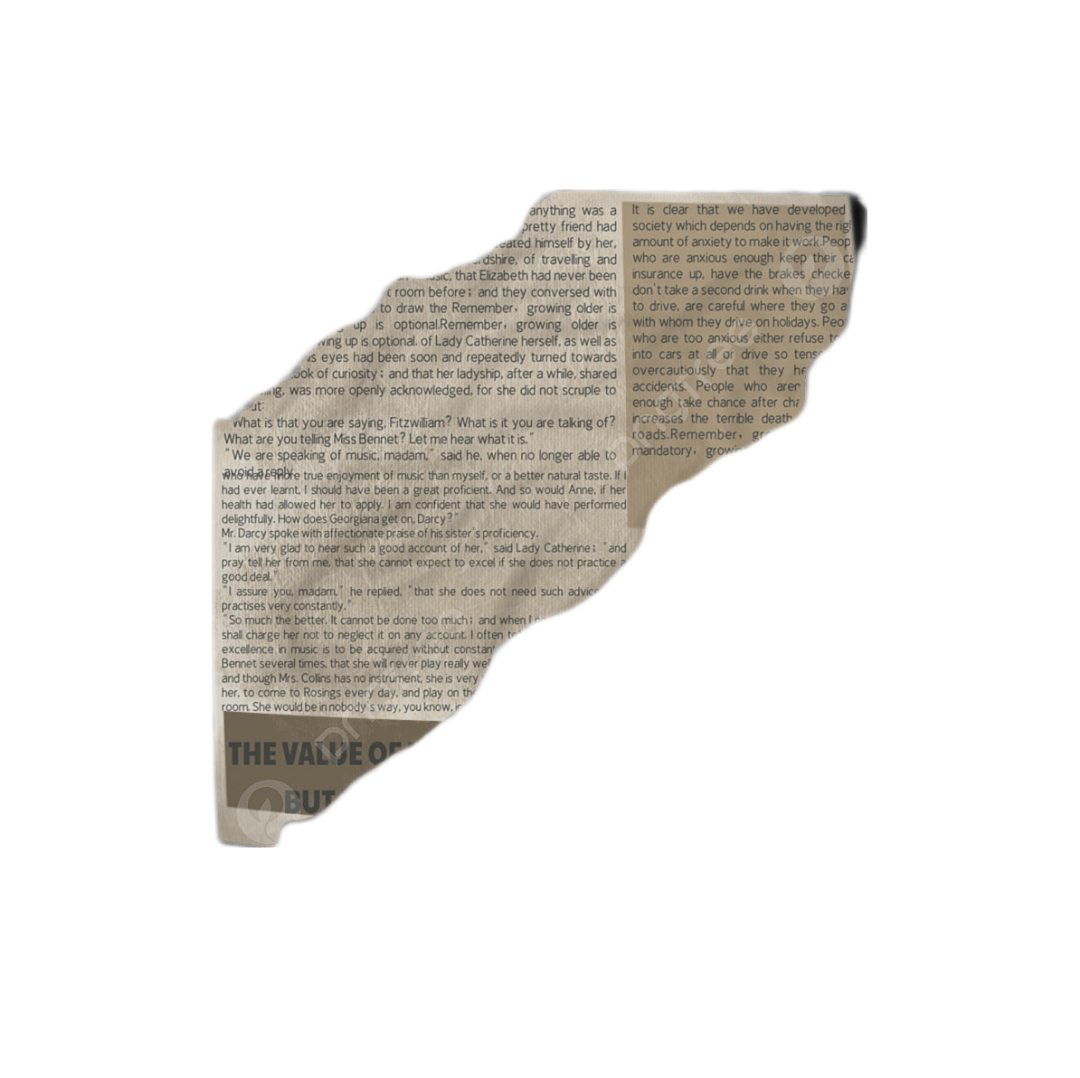 anything was a
pretty friend had
eated himself by her,
rdshire, of travelling and
usic, that Elizabeth had never been
room before; and they conversed with
to draw the Remember, growing older is
g up is optional.Remember, growing older is
wing up is optional. of Lady Catherine herself, as well as
is eyes had been soon and repeatedly turned towards
ook of curiosity; and that her ladyship, after a while, shared
ing, was more openly acknowledged, for she did not scruple to
out:
"What is that you are saying, Fitzwilliam? What is it you are talking of?
What are you telling Miss Bennet? Let me hear what it is."
"We are speaking of music, madam," said he, when no longer able to
avoid a reply.
who have more true enjoyment of music than myself, or a better natural taste. If I
had ever learnt, I should have been a great proficient. And so would Anne, if her
health had allowed her to apply. I am confident that she would have performed
delightfully. How does Georgiana get on, Darcy?"
Mr. Darcy spoke with affectionate praise of his sister's proficiency.
"I am very glad to hear such a good account of her," said Lady Catherine; "and
pray tell her from me, that she cannot expect to excel if she does not practice a
good deal."
"I assure you, madam," he replied, "that she does not need such advice
practises very constantly."
"So much the better. It cannot be done too much; and when I
shall charge her not to neglect it on any account. I often te
excellence in music is to be acquired without constant
Bennet several times, that she will never play really wel
and though Mrs. Collins has no instrument, she is very
her, to come to Rosings every day, and play on the
room. She would be in nobody's way, you know, i
THE VALUE OF
BUT
It is clear that we have developed
society which depends on having the rig
amount of anxiety to make it work.Peop
who are anxious enough keep their ca
insurance up, have the brakes checke
don't take a second drink when they hav
to drive, are careful where they go a
with whom they drive on holidays. Peo
who are too anxious either refuse to
into cars at all drive so tense
overcautiously that they he
accidents. People who aren
enough take chance after cha
increases the terrible death
roads.Remember, gr
mandatory, growin